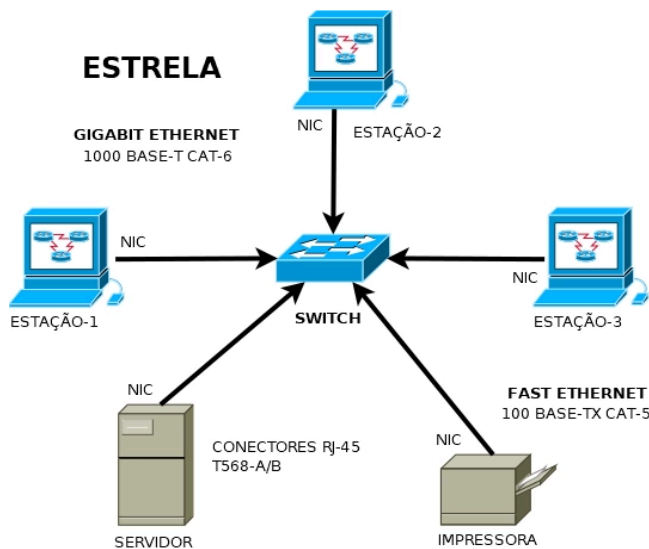 ESTRELA
NIC
ESTAÇÃO-2
GIGABIT ETHERNET
1000 BASE-T CAT-6
NIC
ESTAÇÃO-1
SWITCH
NIC
ESTAÇÃO-3
NIC
SERVIDOR
CONECTORES RJ-45
T568-A/B
FAST ETHERNET
100 BASE-TX CAT-5
NIC
IMPRESSORA